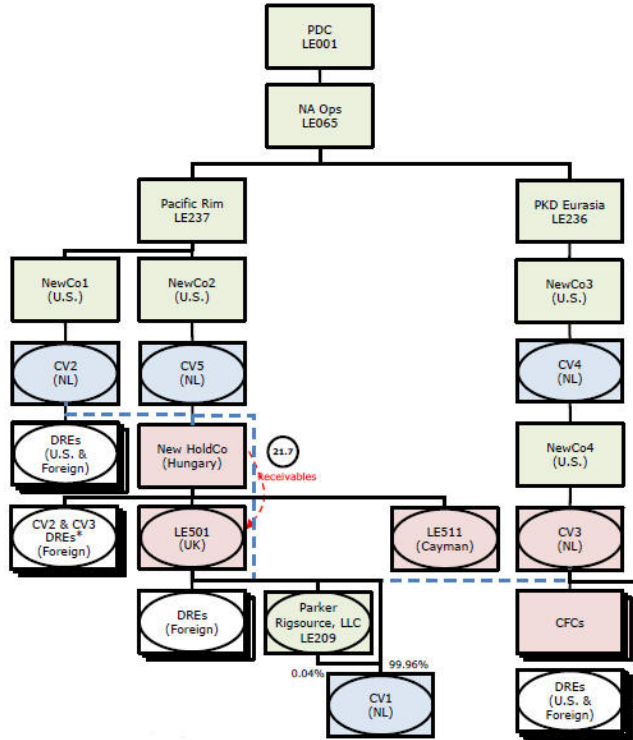 PDC
LE001
NA Ops
LE065
Pacific Rim
LE237
PKD Eurasia
LE236
NewCo1
(U.S.)
NewCo2
(U.S.)
NewCo3
(U.S.)
CV2
(NL)
CV5
(NL)
CV4
(NL)
DREs
(U.S. &
Foreign)
New HoldCo
(Hungary)
21.7
Receivables
NewCo4
(U.S.)
CV2 & CV3
DREs*
(Foreign)
LE501
(UK)
LE511
(Cayman)
CV3
(NL)
DREs
(Foreign)
Parker
Rigsource, LLC
LE209
CFCs
0.04%
99.96%
CV1
(NL)
DREs
(U.S. &
Foreign)